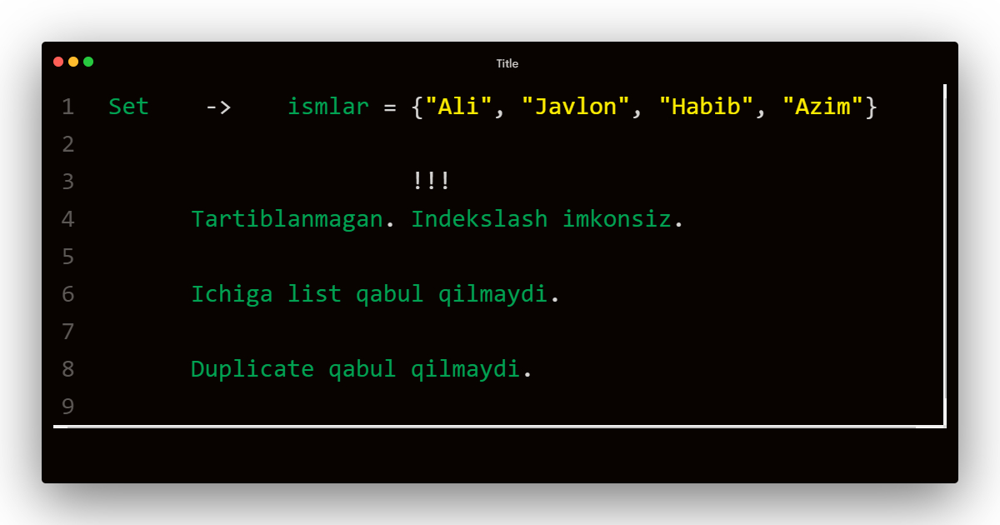 Title
1 Set -> ismlar = {"Ali", "Javlon", "Habib", "Azim"}
2
3 !!!
4 Tartiblanmagan. Indekslash imkonsiz.
5
6 Ichiga list qabul qilmaydi.
7
8 Duplicate qabul qilmaydi.
9